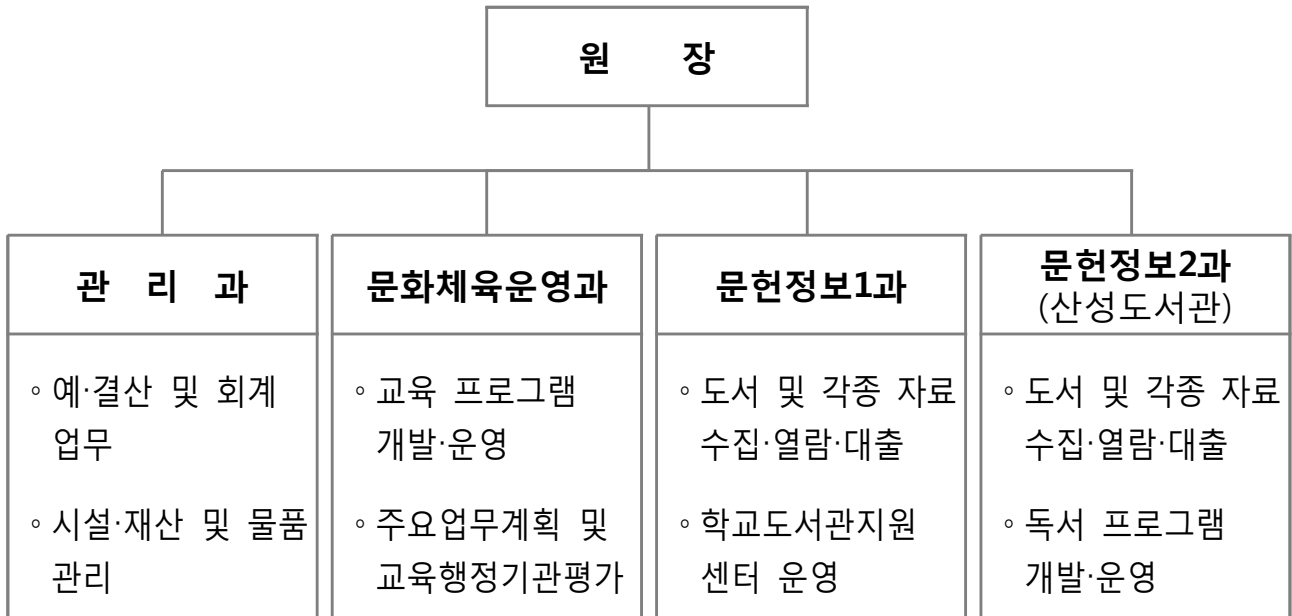 원 장
관 리 과
◦예·결산 및 회계
업무
◦시설·재산 및 물품
관리
문화체육운영과
◦교육 프로그램
개발·운영
◦주요업무계획 및
교육행정기관평가
문헌정보1과
◦도서 및 각종 자료
수집·열람·대출
◦학교도서관지원
센터 운영
문헌정보2과
(산성도서관)
◦도서 및 각종 자료
수집·열람·대출
◦독서 프로그램
개발·운영